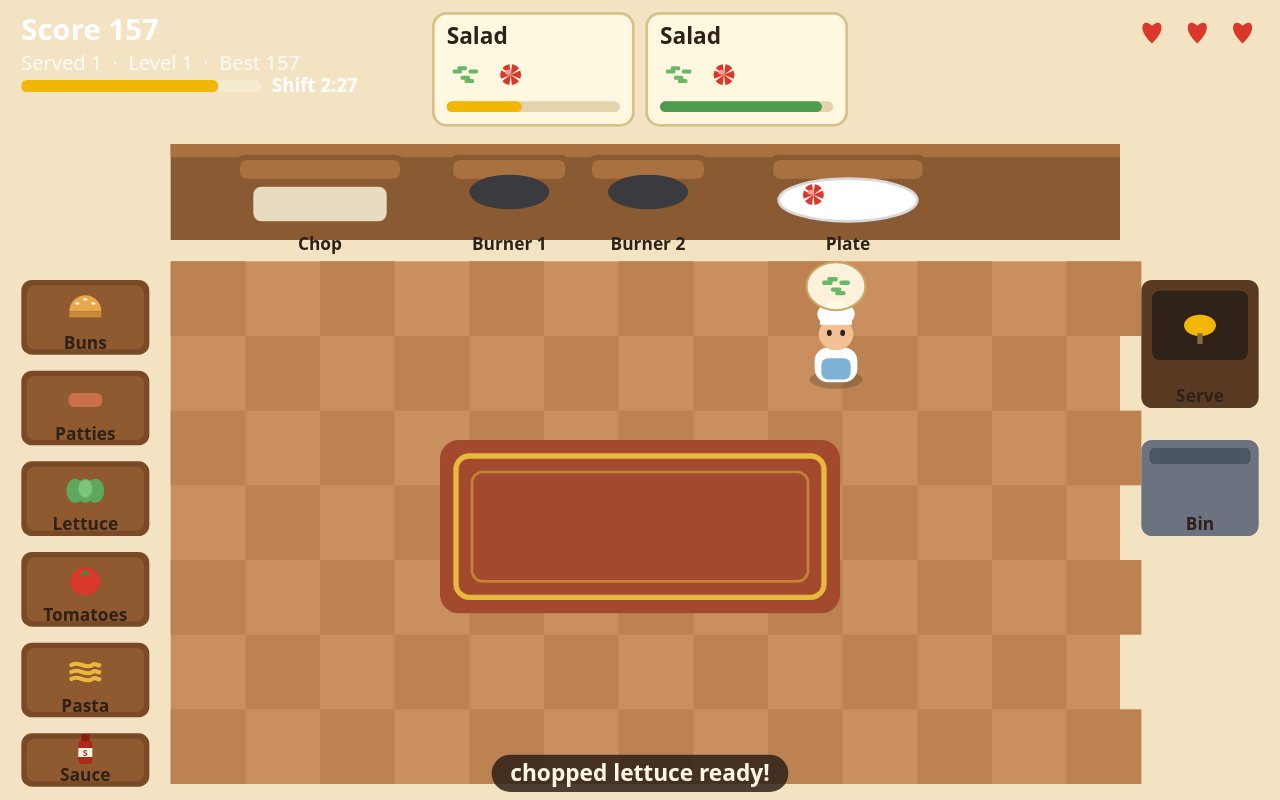 Score 157
Served 1 · Level 1 · Best 157
Shift 2:27
Salad
Salad
Chop
Burner 1
Burner 2
Plate
Buns
Patties
Lettuce
Tomatoes
Pasta
S
Sauce
Serve
Bin
chopped lettuce ready!